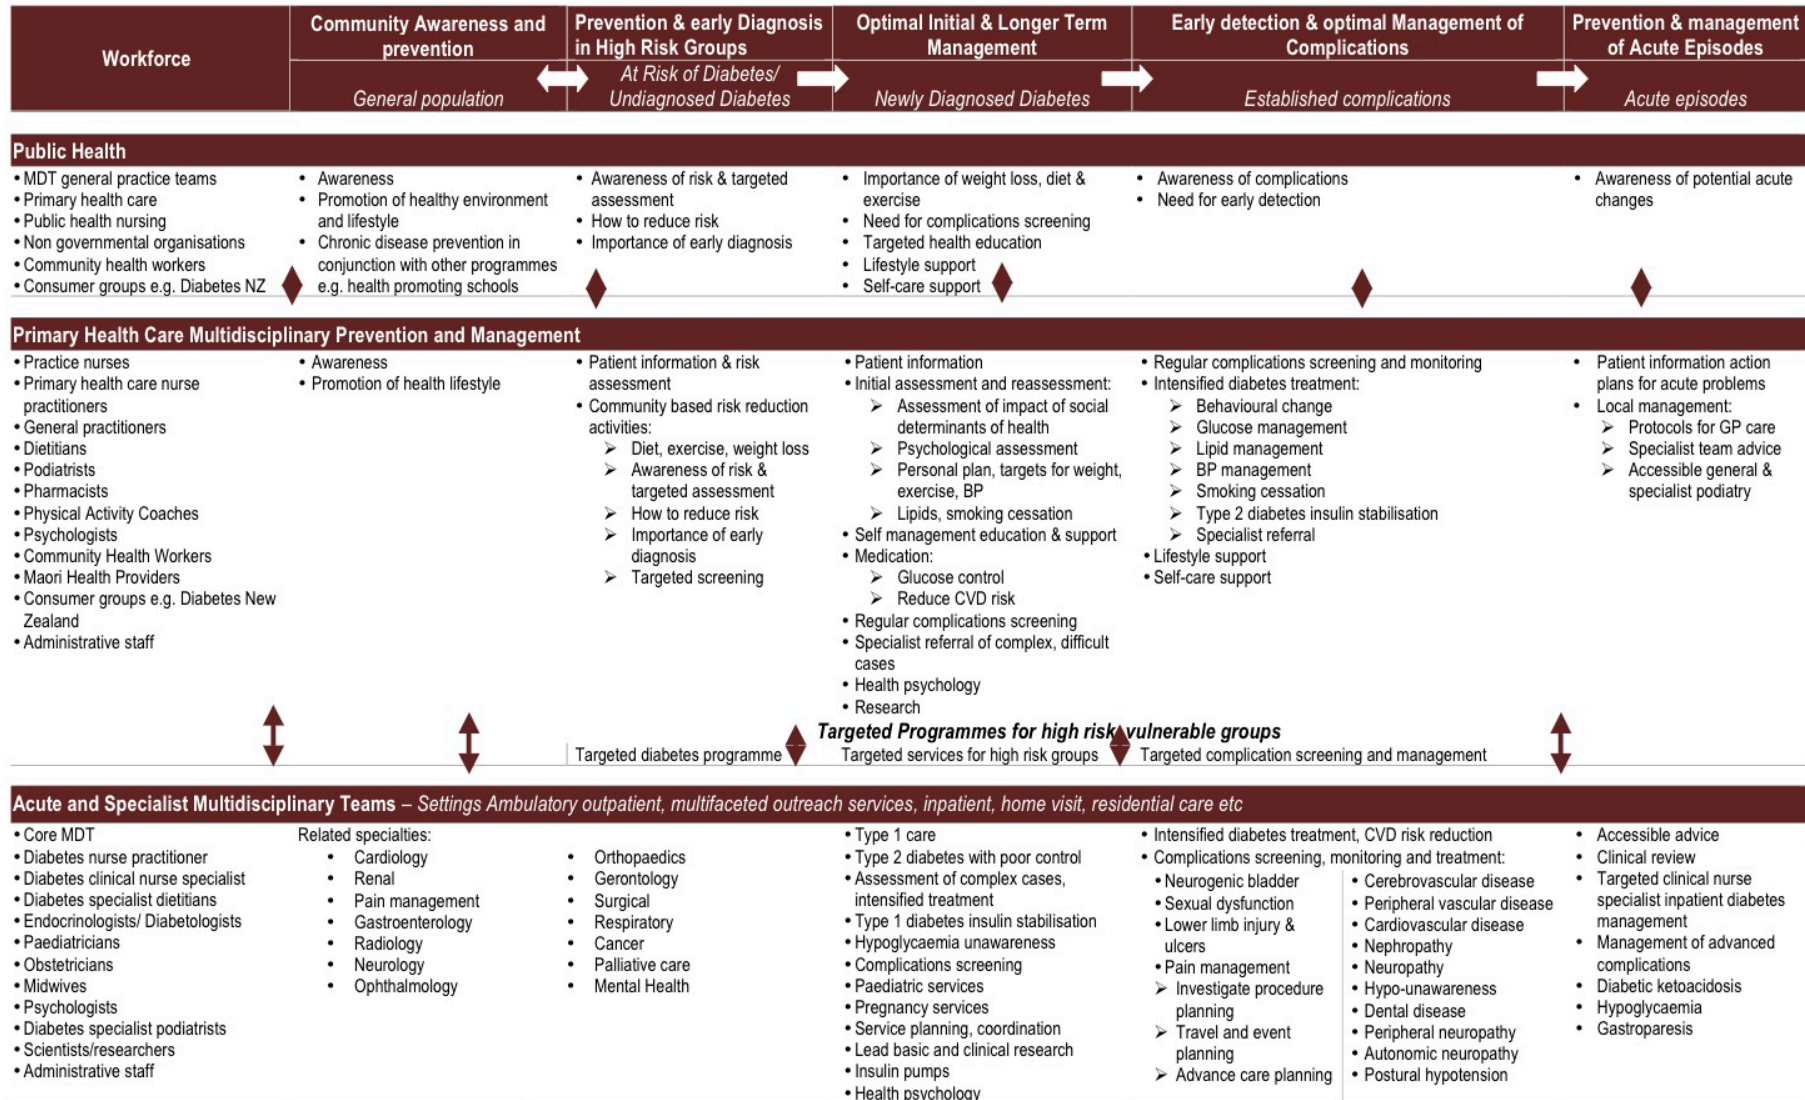 Workforce
Community Awareness and
prevention
General population
Prevention & early Diagnosis
in High Risk Groups
At Risk of Diabetes/
Undiagnosed Diabetes
Optimal Initial & Longer Term
Management
Newly Diagnosed Diabetes
Early detection & optimal Management of
Complications
Established complications
Prevention & management
of Acute Episodes
Acute episodes
Public Health
• MDT general practice teams
• Primary health care
• Public health nursing
• Non governmental organisations
• Community health workers
• Consumer groups e.g. Diabetes NZ
• Awareness
• Promotion of healthy environment
and lifestyle
• Chronic disease prevention in
conjunction with other programmes
e.g. health promoting schools
• Awareness of risk & targeted
assessment
• How to reduce risk
• Importance of early diagnosis
• Importance of weight loss, diet &
exercise
• Need for complications screening
• Targeted health education
• Lifestyle support
• Self-care support
• Awareness of complications
• Need for early detection
• Awareness of potential acute
changes
Primary Health Care Multidisciplinary Prevention and Management
• Practice nurses
• Primary health care nurse
practitioners
• General practitioners
• Dietitians
• Podiatrists
• Pharmacists
• Physical Activity Coaches
• Psychologists
• Community Health Workers
• Maori Health Providers
• Consumer groups e.g. Diabetes New
Zealand
• Administrative staff
• Awareness
• Promotion of health lifestyle
• Patient information & risk
assessment
• Community based risk reduction
activities:
➢ Diet, exercise, weight loss
➢ Awareness of risk &
targeted assessment
➢ How to reduce risk
➢ Importance of early
diagnosis
➢ Targeted screening
• Patient information
• Initial assessment and reassessment:
➢ Assessment of impact of social
determinants of health
➢ Psychological assessment
➢ Personal plan, targets for weight,
exercise, BP
➢ Lipids, smoking cessation
• Self management education & support
• Medication:
➢ Glucose control
➢ Reduce CVD risk
• Regular complications screening
• Specialist referral of complex, difficult
cases
• Health psychology
• Research
• Regular complications screening and monitoring
• Intensified diabetes treatment:
➢ Behavioural change
➢ Glucose management
➢ Lipid management
➢ BP management
➢ Smoking cessation
➢ Type 2 diabetes insulin stabilisation
➢ Specialist referral
• Lifestyle support
• Self-care support
• Patient information action
plans for acute problems
• Local management:
➢ Protocols for GP care
➢ Specialist team advice
➢ Accessible general &
specialist podiatry
Targeted Programmes for high risk vulnerable groups
Targeted diabetes programme
Targeted services for high risk groups
Targeted complication screening and management
Acute and Specialist Multidisciplinary Teams – Settings Ambulatory outpatient, multifaceted outreach services, inpatient, home visit, residential care etc
• Core MDT
• Diabetes nurse practitioner
• Diabetes clinical nurse specialist
• Diabetes specialist dietitians
• Endocrinologists/ Diabetologists
• Paediatricians
• Obstetricians
• Midwives
• Psychologists
• Diabetes specialist podiatrists
• Scientists/researchers
• Administrative staff
Related specialties:
• Cardiology
• Renal
• Pain management
• Gastroenterology
• Radiology
• Neurology
• Ophthalmology
• Orthopaedics
• Gerontology
• Surgical
• Respiratory
• Cancer
• Palliative care
• Mental Health
• Type 1 care
• Type 2 diabetes with poor control
• Assessment of complex cases,
intensified treatment
• Type 1 diabetes insulin stabilisation
• Hypoglycaemia unawareness
• Complications screening
• Paediatric services
• Pregnancy services
• Service planning, coordination
• Lead basic and clinical research
• Insulin pumps
• Health psychology
• Intensified diabetes treatment, CVD risk reduction
• Complications screening, monitoring and treatment:
• Neurogenic bladder
• Sexual dysfunction
• Lower limb injury &
ulcers
• Pain management
➢ Investigate procedure
planning
➢ Travel and event
planning
➢ Advance care planning
• Cerebrovascular disease
• Peripheral vascular disease
• Cardiovascular disease
• Nephropathy
• Neuropathy
• Hypo-unawareness
• Dental disease
• Peripheral neuropathy
• Autonomic neuropathy
• Postural hypotension
• Accessible advice
• Clinical review
• Targeted clinical nurse
specialist inpatient diabetes
management
• Management of advanced
complications
• Diabetic ketoacidosis
• Hypoglycaemia
• Gastroparesis